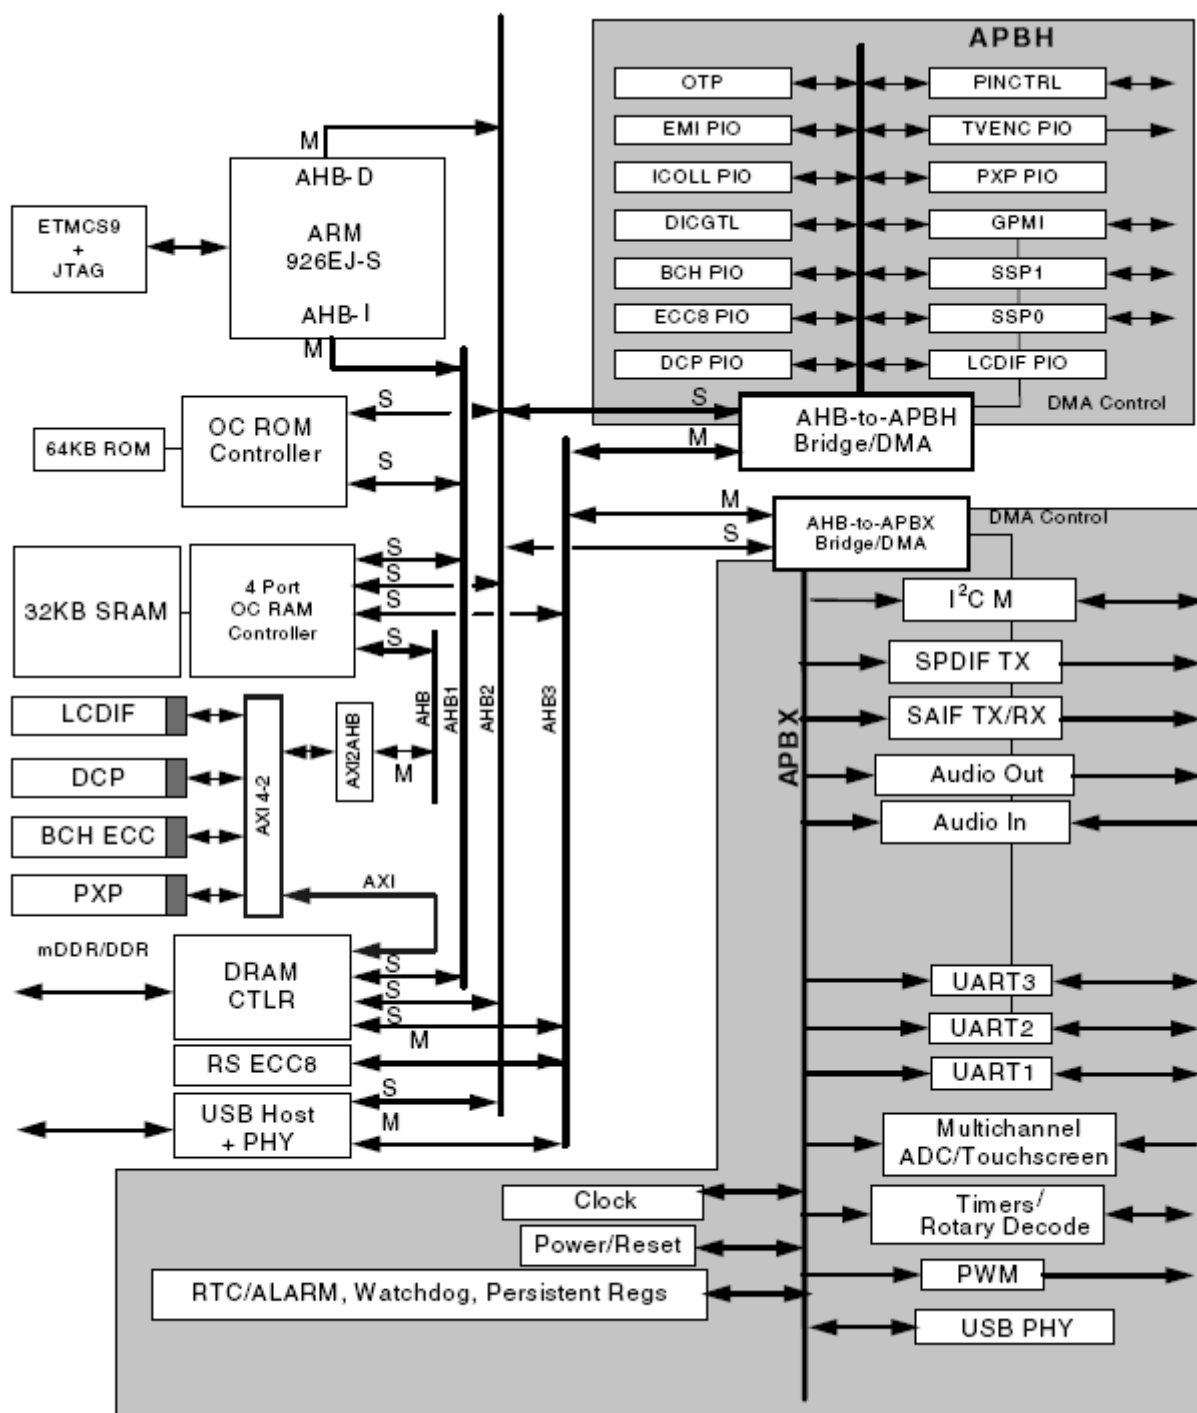 APBH
OTP
PINCTRL
EMI PIO
TVENC PIO
M
AHB-D
ICOLL PIO
PXP PIO
ETMCS9
+
JTAG
ARM
926EJ-S
DICGTL
GPMI
BCH PIO
SSP1
AHB-I
ECC8 PIO
SSP0
M
DCP PIO
LCDIF PIO
S
S
DMA Control
OC ROM
Controller
AHB-to-APBH
Bridge/DMA
64KB ROM
M
S
M
AHB-to-APBX
Bridge/DMA
DMA Control
S
S
S
S
32KB SRAM
4 Port
OC RAM
Controller
I2C M
S
SPDIF TX
AHB
AHB1
AHB2
AHB3
LCDIF
SAIF TX/RX
APBX
AXI2AHB
M
DCP
Audio Out
AXI 4-2
BCH ECC
Audio In
PXP
AXI
mDDR/DDR
DRAM
CTLR
S
S
S
UART3
M
UART2
RS ECC8
UART1
S
USB Host
+ PHY
M
Multichannel
ADC/Touchscreen
Clock
Timers/
Rotary Decode
Power/Reset
RTC/ALARM, Watchdog, Persistent Regs
PWM
USB PHY